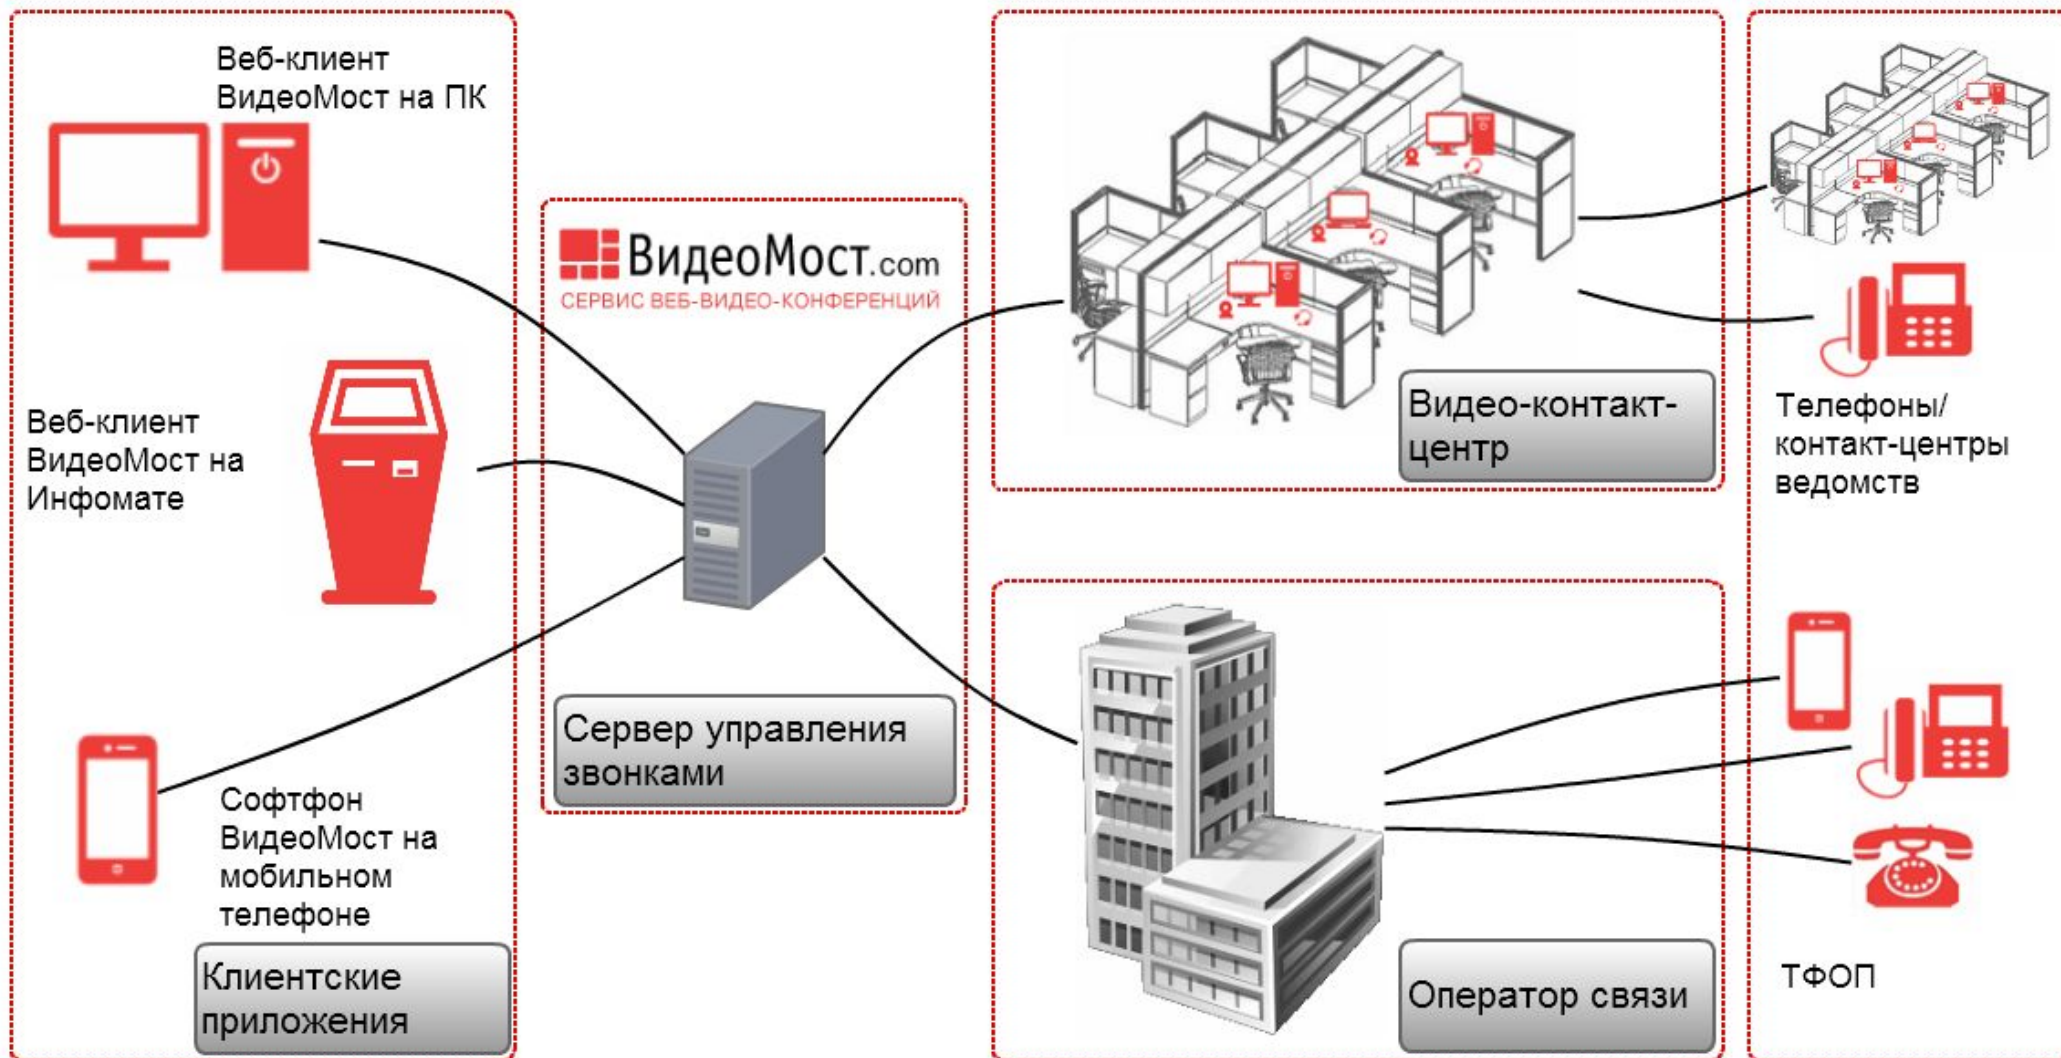 Веб-клиент
ВидеоМост на ПК
Веб-клиент
ВидеоМост на
Инфомате
Софтфон
ВидеоМост на
мобильном
телефоне
Клиентские
приложения
ВидеоМост.com
СЕРВИС ВЕБ-ВИДЕО-КОНФЕРЕНЦИЙ
Сервер управления
звонками
Видео-контакт-
центр
Оператор связи
Телефоны/
контакт-центры
ведомств
ТФОП